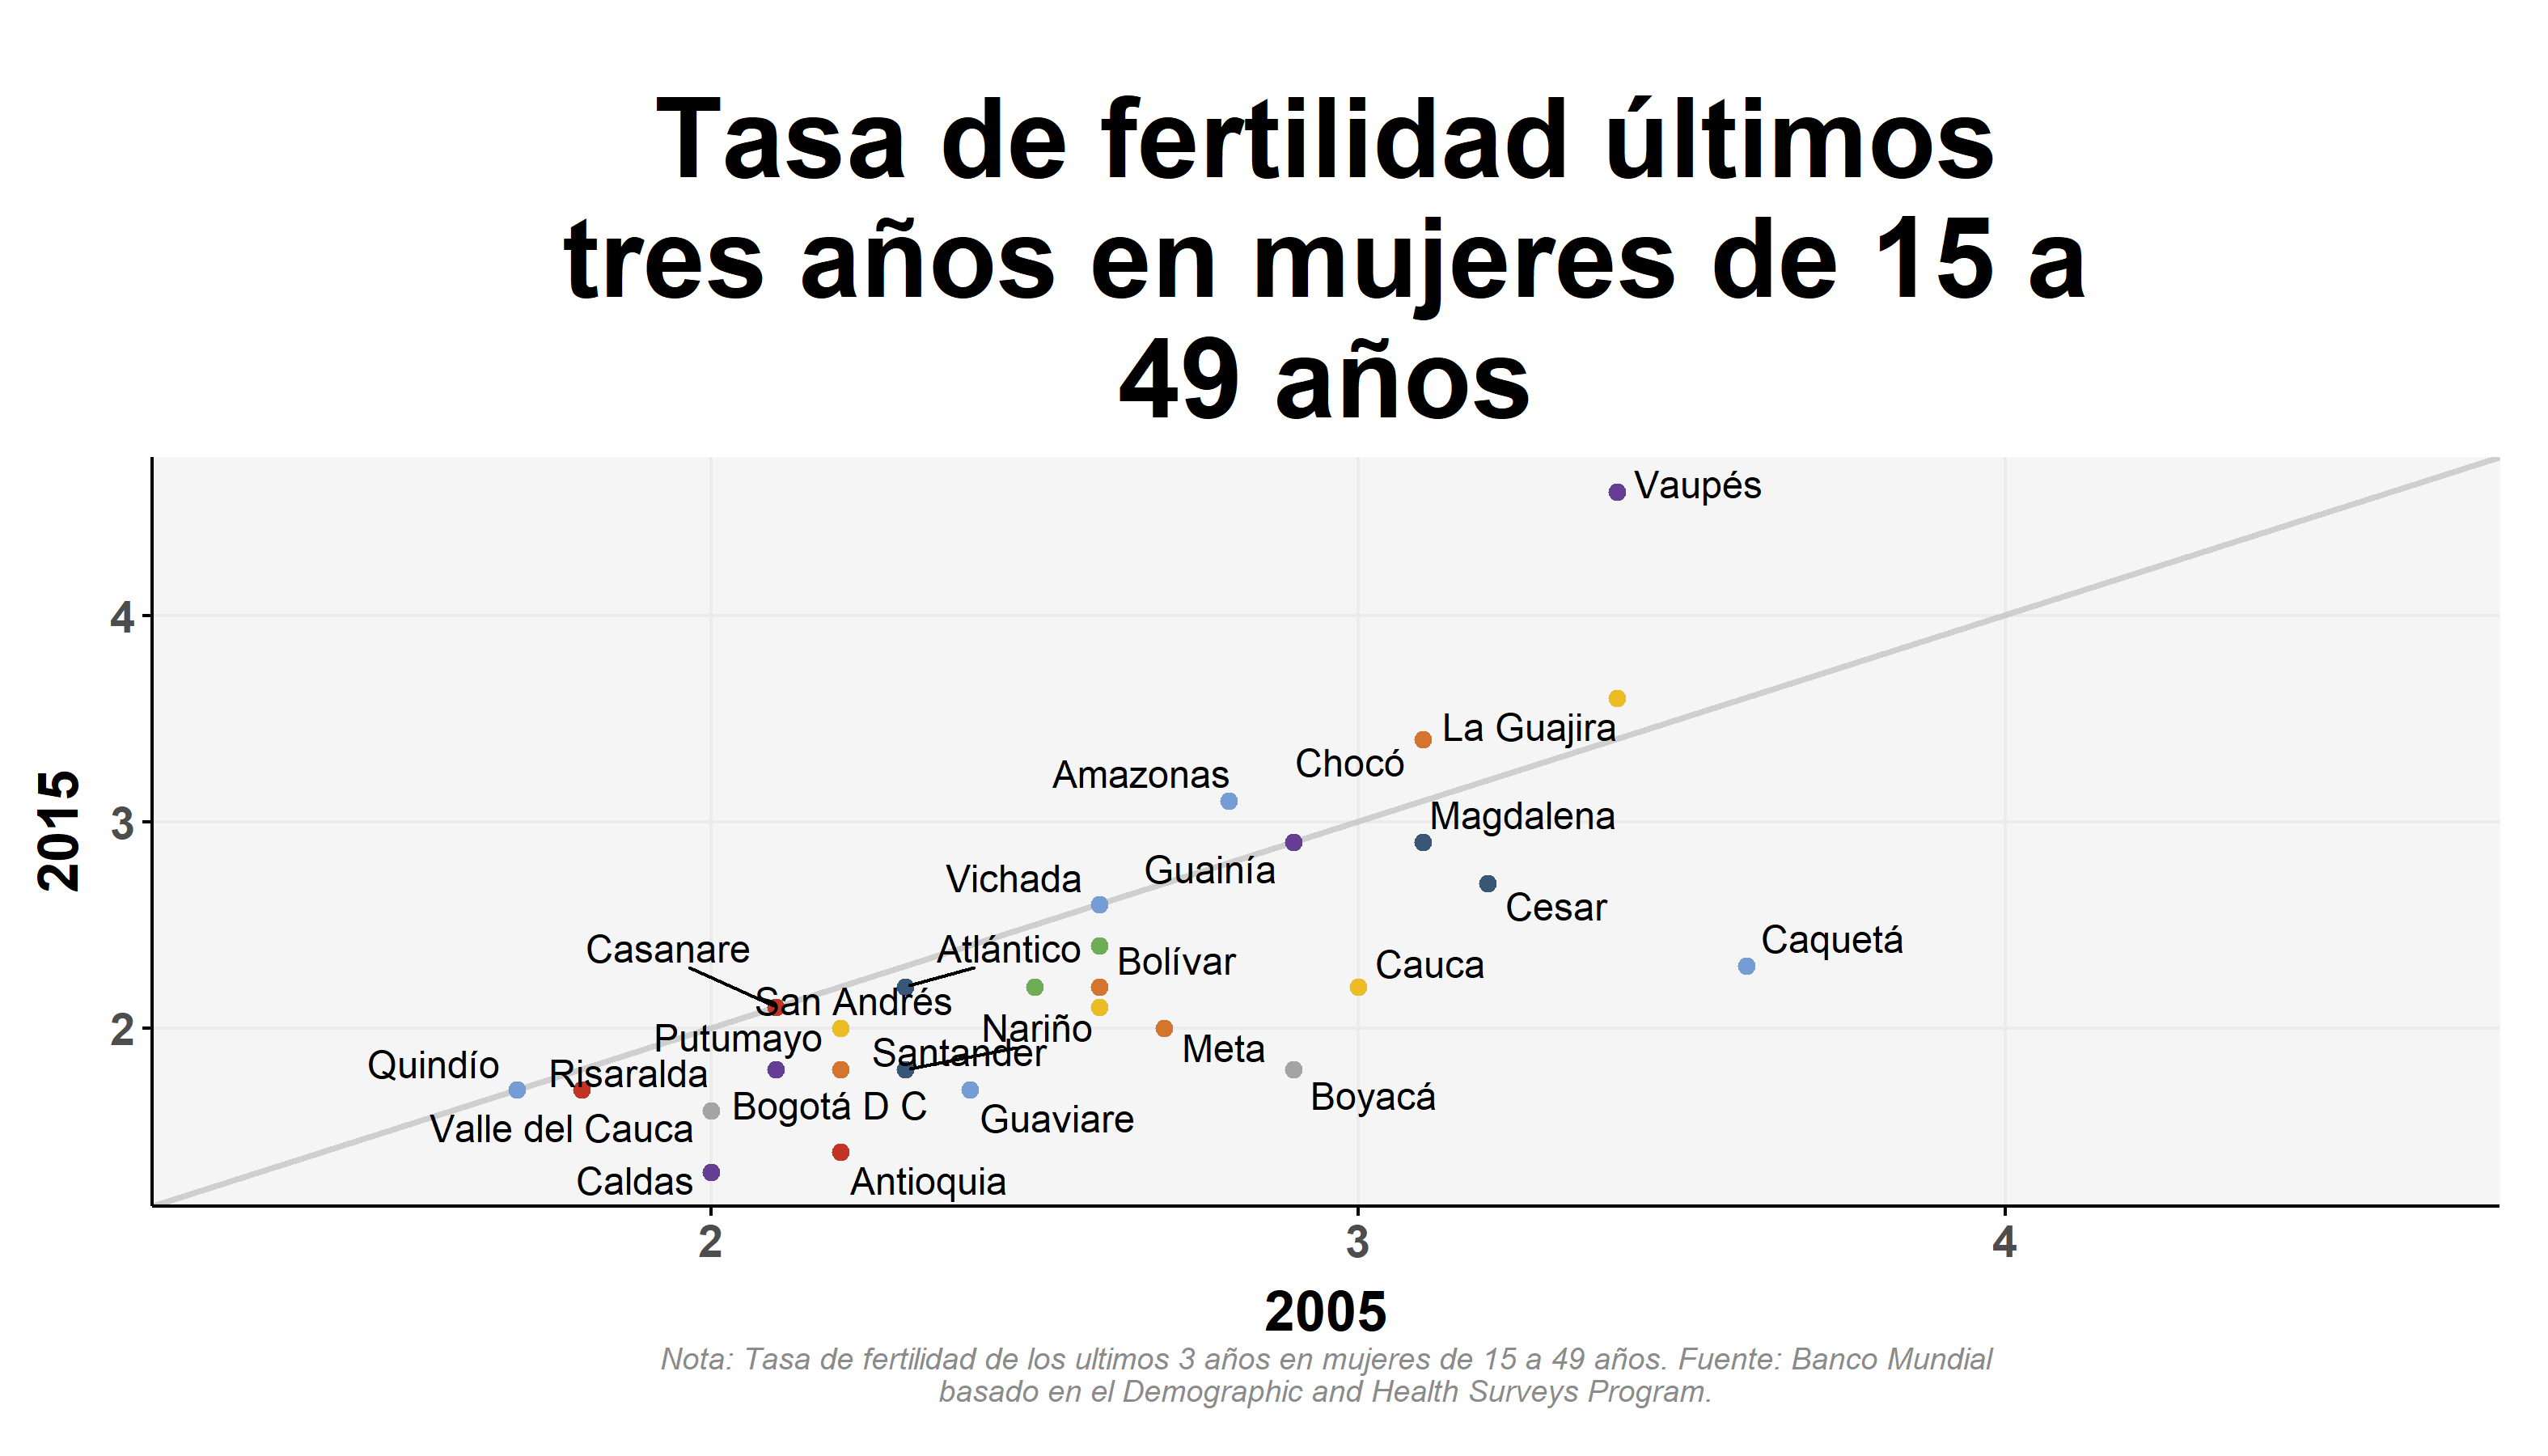 Tasa de fertilidad últimos
tres años en mujeres de 15 a
49 años
Vaupés
4
La Guajira
Chocó
Amazonas
3
Magdalena
Guainía
Vichada
Cesar
Caquetá
Casanare
Atlántico
Bolívar
Cauca
San Andrés
2
Nariño
Putumayo
Santander
Meta
Quindío
Risaralda
Boyacá
Bogotá D C
Guaviare
Valle del Cauca
Caldas
Antioquia
2015
2
3
4
2005
Nota: Tasa de fertilidad de los ultimos 3 años en mujeres de 15 a 49 años. Fuente: Banco Mundial
basado en el Demographic and Health Surveys Program.